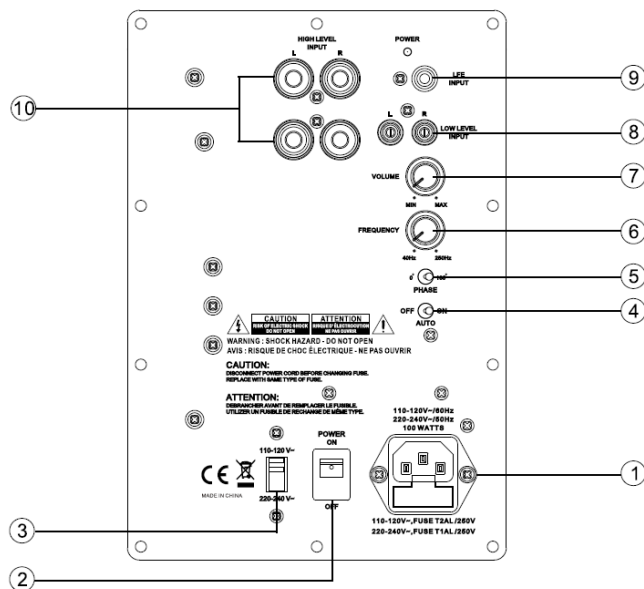 HIGH LEVEL
INPUT
L R
POWER
9
LFE
INPUT
10
L R
LOW LEVEL
INPUT
8
VOLUME
7
MIN MAX
FREQUENCY
6
40Hz 250Hz
0° 180°
5
PHASE
OFF ON
4
AUTO
CAUTION
RISK OF ELECTRIC SHOCK
DO NOT OPEN
ATTENTION
RISQUE D'ÉLECTROCUTION
NE PAS OUVRIR
WARNING : SHOCK HAZARD - DO NOT OPEN
AVIS : RISQUE DE CHOC ÉLECTRIQUE - NE PAS OUVRIR
CAUTION:
DISCONNECT POWER CORD BEFORE CHANGING FUSE.
REPLACE WITH SAME TYPE OF FUSE.
ATTENTION:
DEBRANCHER AVANT DE REMPLACER LE FUSIBLE.
UTILIZER UN FUSIBLE DE RECHANGE DE MÊME TYPE.
110-120V~/60Hz
220-240V~/50Hz
100 WATTS
POWER
ON
OFF
110-120 V~
220-240 V~
CE
MADE IN CHINA
1
3
2
110-120V~,FUSE T2AL/250V
220-240V~,FUSE T1AL/250V